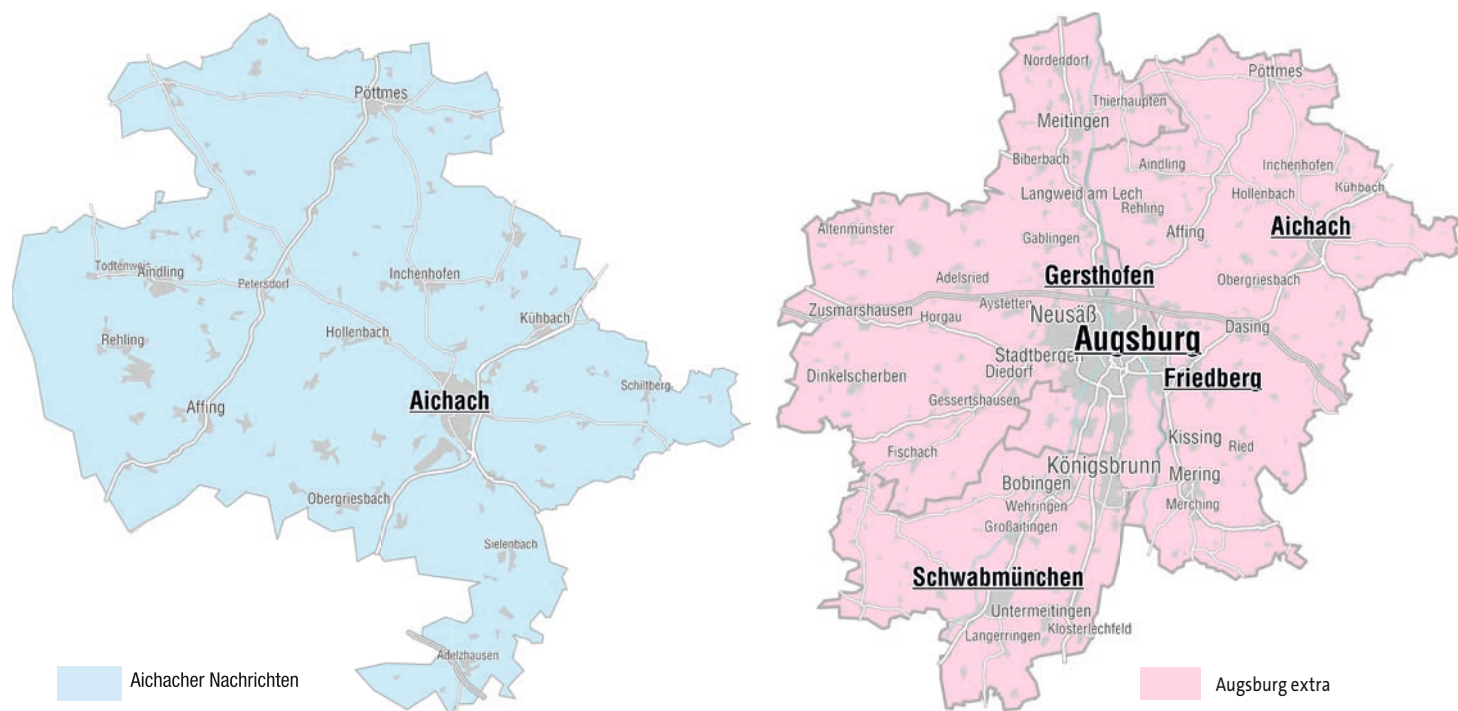 Pöttmes
Todtenweis
Aindling
Petersdorf
Inchenhofen
Rehling
Hollenbach
Kühbach
Schiltberg
Affing
Aichach
Obergriesbach
Sielenbach
Adelzhausen
Aichacher Nachrichten
Nordendorf
Pöttmes
Thierhaupten
Meitingen
Biberbach
Aindling
Inchenhofen
Langweid am Lech
Hollenbach
Kühbach
Rehling
Altenmünster
Affing
Aichach
Gablingen
Adelsried
Gersthofen
Obergriesbach
Aystetten
Zusmarshausen
Horgau
Neusäß
Dasing
Augsburg
Stadtberge
Diedorf
Dinkelscherben
Friedberg
Gessertshausen
Kissing
Ried
Fischach
Königsbrunn
Bobingen
Mering
Wehringen
Merching
Großaitingen
Schwabmünchen
Untermeitingen
Langerringen
Klosterlechfeld
Augsburg extra